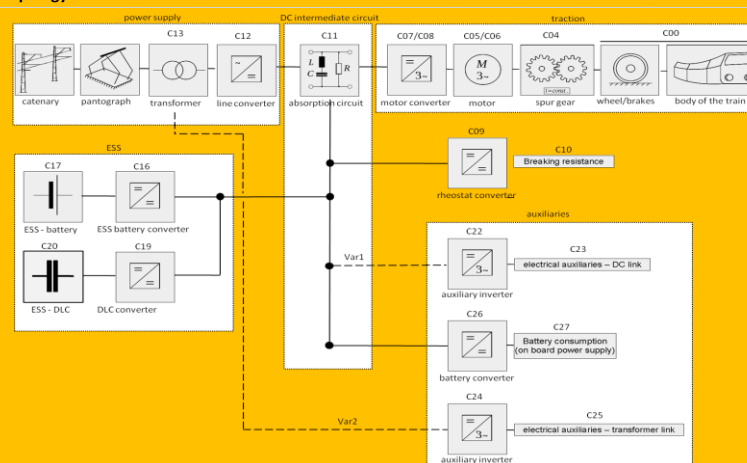 power supply
DC intermediate circuit
traction
C13
C12
C11
C07/C08
C05/C06
C04
C00
~
=
L
C
R
=
3~
M
3~
i=const.
catenary
pantograph
transformer
line converter
absorption circuit
motor converter
motor
spur gear
wheel/brakes
body of the train
ESS
C17
C16
=
=
ESS - battery
ESS battery converter
C20
C19
=
=
ESS - DLC
DLC converter
C09
C10
=
=
Breaking resistance
rheostat converter
auxiliaries
C22
C23
Var1
=
3~
electrical auxiliaries – DC link
auxiliary inverter
C26
C27
=
=
Battery consumption
(on board power supply)
battery converter
C24
C25
Var2
=
3~
electrical auxiliaries – transformer link
auxiliary inverter